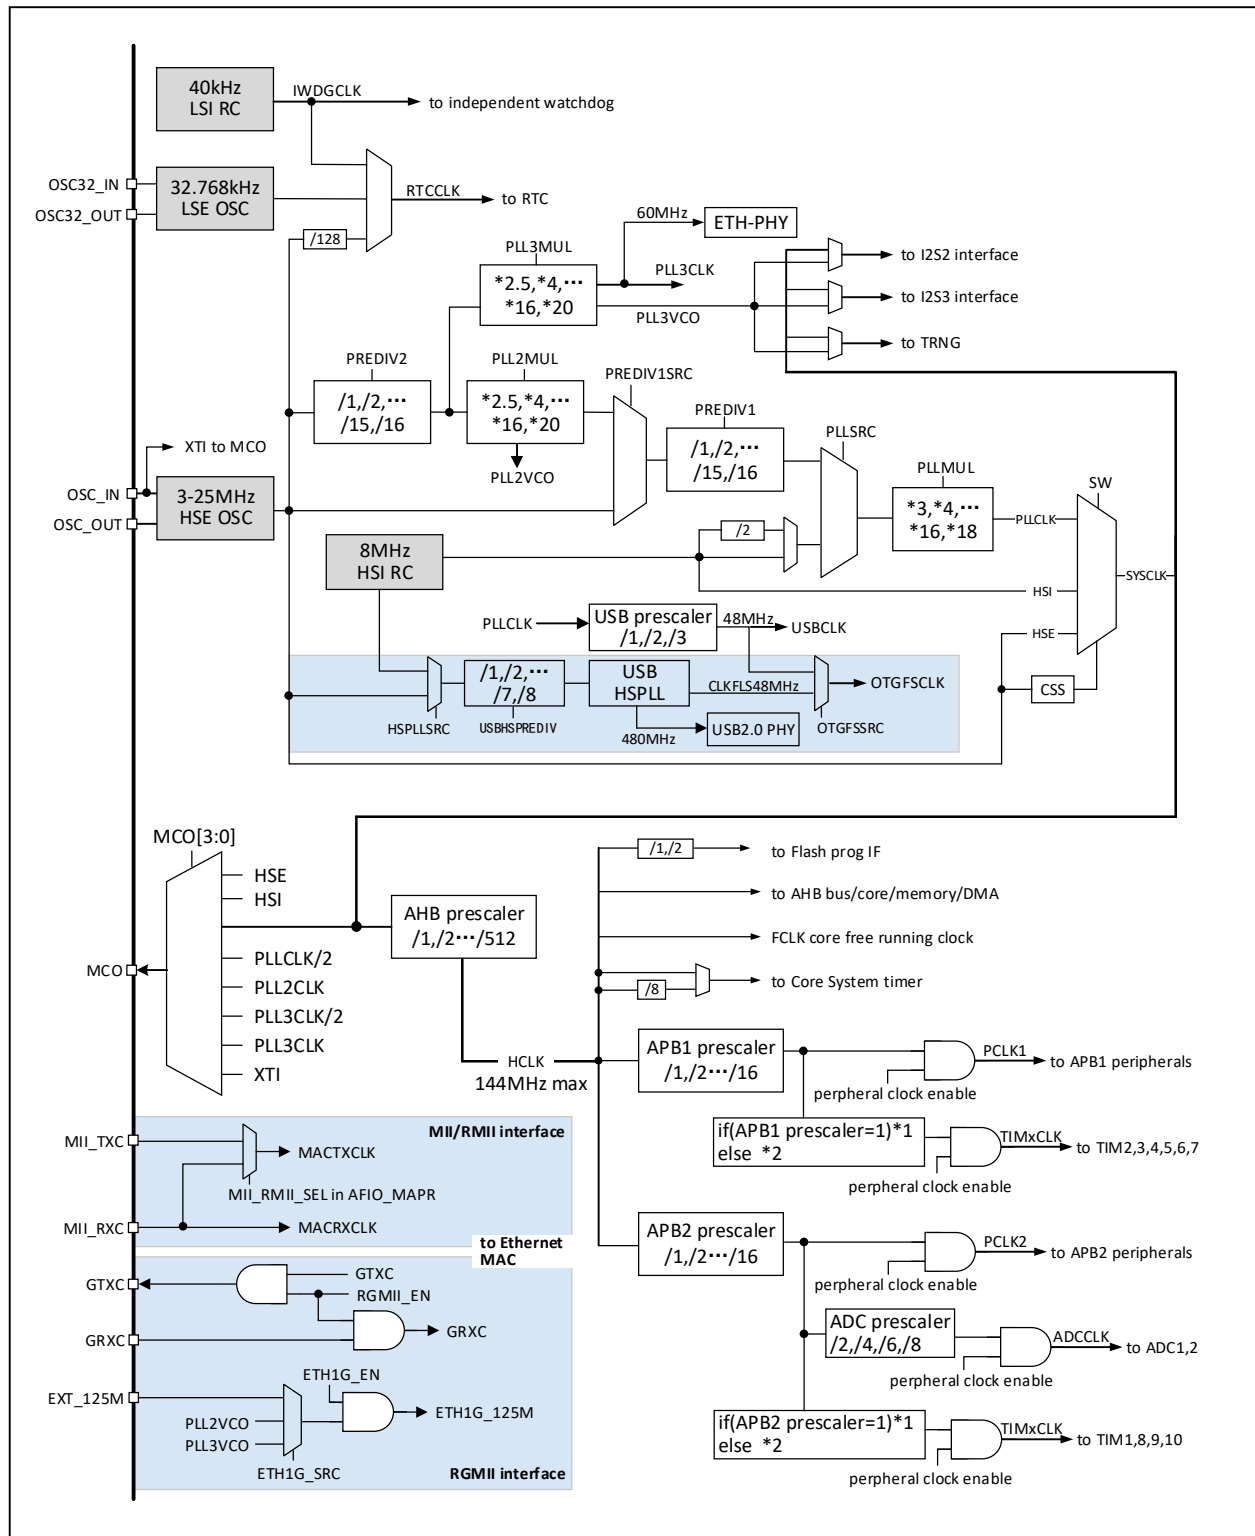 40kHz
LSI RC
IWDGCLK
to independent watchdog
OSC32_IN
OSC32_OUT
32.768kHz
LSE OSC
RTCCLK
to RTC
/128
60MHz
ETH-PHY
PLL3MUL
*2.5,*4,···
*16,*20
PLL3CLK
PLL3VCO
to I2S2 interface
to I2S3 interface
to TRNG
PREDIV2
/1,/2,···
/15,/16
PLL2MUL
*2.5,*4,···
*16,*20
PLL2VCO
PREDIV1SRC
PREDIV1
/1,/2,···
/15,/16
PLLSRC
PLLMUL
*3,*4,···
*16,*18
PLLCLK
SW
XTI to MCO
OSC_IN
OSC_OUT
3-25MHz
HSE OSC
8MHz
HSI RC
/2
HSI
HSE
SYSCLK
CSS
PLLCLK
USB prescaler
/1,/2,/3
48MHz
USBCLK
/1,/2,···
/7,/8
USB
HSPLL
CLKFLS48MHz
OTGFSCLK
HSPLLSRC
USBHSPREDIV
480MHz
USB2.0 PHY
OTGFSSRC
MCO[3:0]
HSE
HSI
PLLCLK/2
PLL2CLK
PLL3CLK/2
PLL3CLK
XTI
MCO
AHB prescaler
/1,/2···/512
HCLK
144MHz max
/1,/2
to Flash prog IF
to AHB bus/core/memory/DMA
FCLK core free running clock
/8
to Core System timer
APB1 prescaler
/1,/2···/16
PCLK1
to APB1 peripherals
perpheral clock enable
if(APB1 prescaler=1)*1
else *2
TIMxCLK
to TIM2,3,4,5,6,7
perpheral clock enable
APB2 prescaler
/1,/2···/16
PCLK2
to APB2 peripherals
perpheral clock enable
ADC prescaler
/2,/4,/6,/8
ADCCLK
to ADC1,2
perpheral clock enable
if(APB2 prescaler=1)*1
else *2
TIMxCLK
to TIM1,8,9,10
perpheral clock enable
MII_TXC
MII/RMII interface
MACTXCLK
MII_RMII_SEL in AFIO_MAPR
MII_RXC
MACRXCLK
to Ethernet
MAC
GTXC
GTXC
RGMII_EN
GRXC
GRXC
EXT_125M
ETH1G_EN
PLL2VCO
PLL3VCO
ETH1G_125M
ETH1G_SRC
RGMII interface